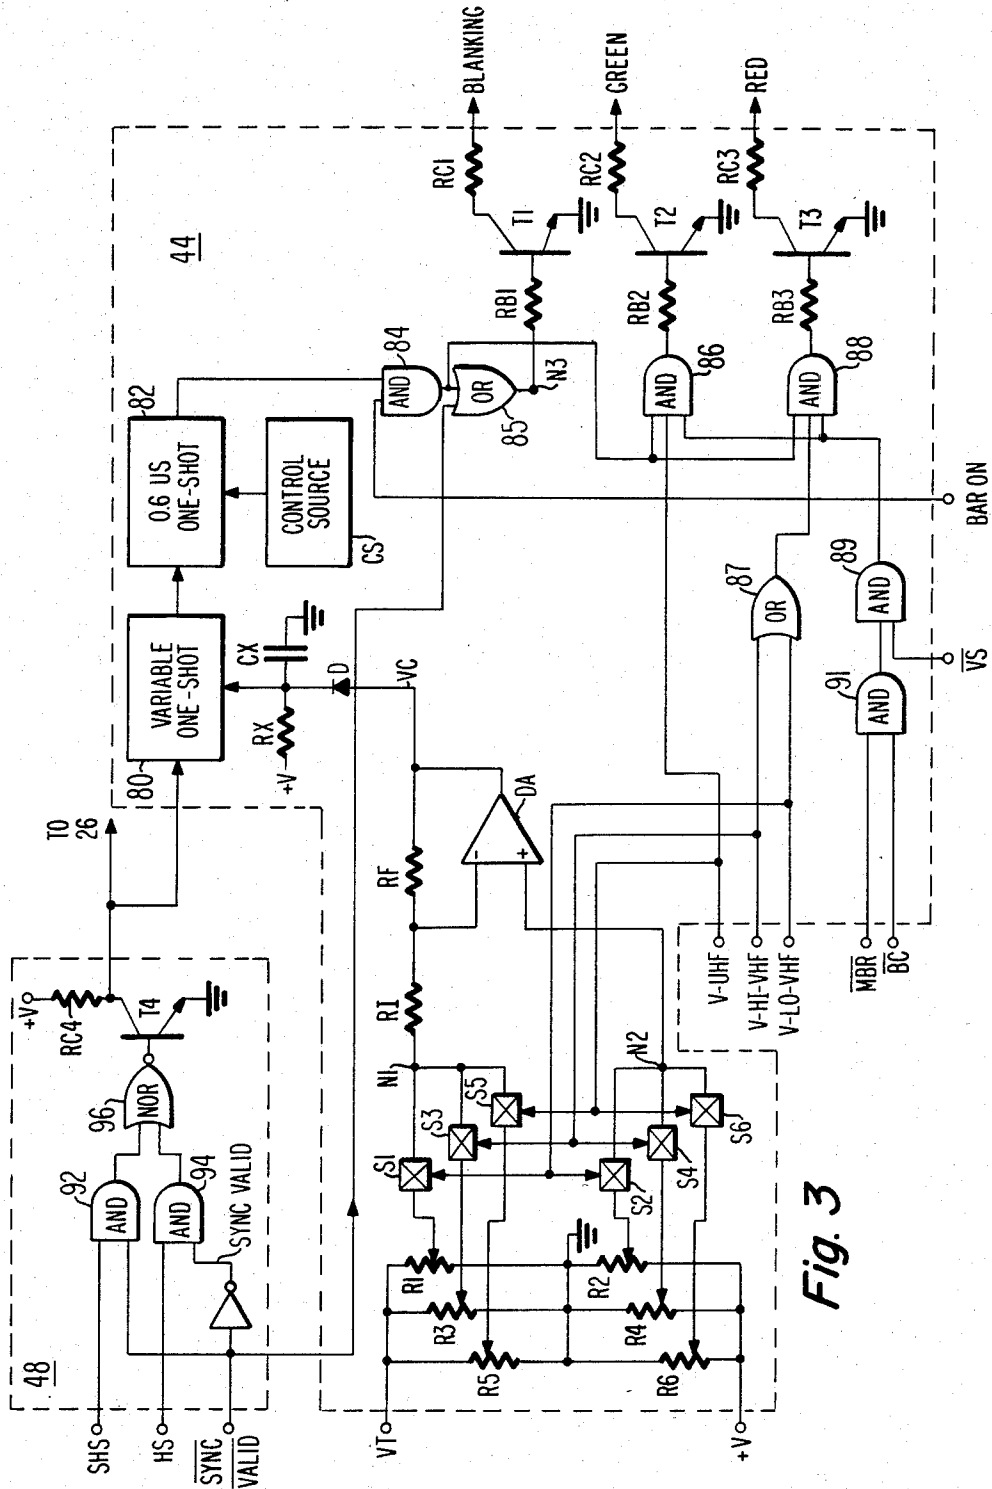 48
SHS
HS
SYNC
VALID
92
AND
94
AND
SYNC VALID
96
NOR
+V
RC4
T4
TO
26
44
80
VARIABLE
ONE-SHOT
82
0.6 US
ONE-SHOT
CONTROL
SOURCE
CS
+V
RX
CX
D
VC
84
AND
OR
85
N3
RB1
T1
RC1
BLANKING
86
AND
RB2
T2
RC2
GREEN
88
AND
RB3
T3
RC3
RED
VT
+V
R1
R3
R5
R2
R4
R6
S1
S3
S5
S2
S4
S6
N1
N2
RI
RF
-
+
DA
V-UHF
V-HI-VHF
V-LO-VHF
MBR
BC
87
OR
91
AND
89
AND
VS
BAR ON
Fig. 3